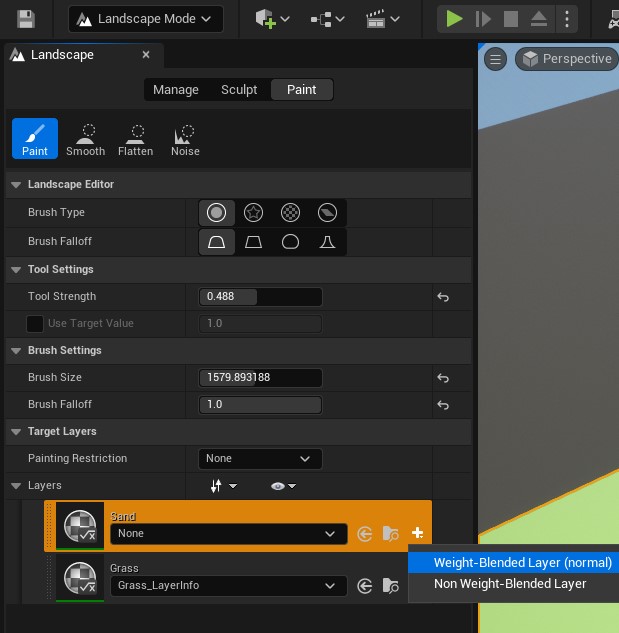 Landscape Mode
Landscape
Perspective
Manage Sculpt Paint
Paint Smooth Flatten Noise
Landscape Editor
Brush Type
Brush Falloff
Tool Settings
Tool Strength 0.488
Use Target Value 1.0
Brush Settings
Brush Size 1579.893188
Brush Falloff 1.0
Target Layers
Painting Restriction None
Layers
Sand
None
Weight-Blended Layer (normal)
Grass
Non Weight-Blended Layer
Grass_LayerInfo